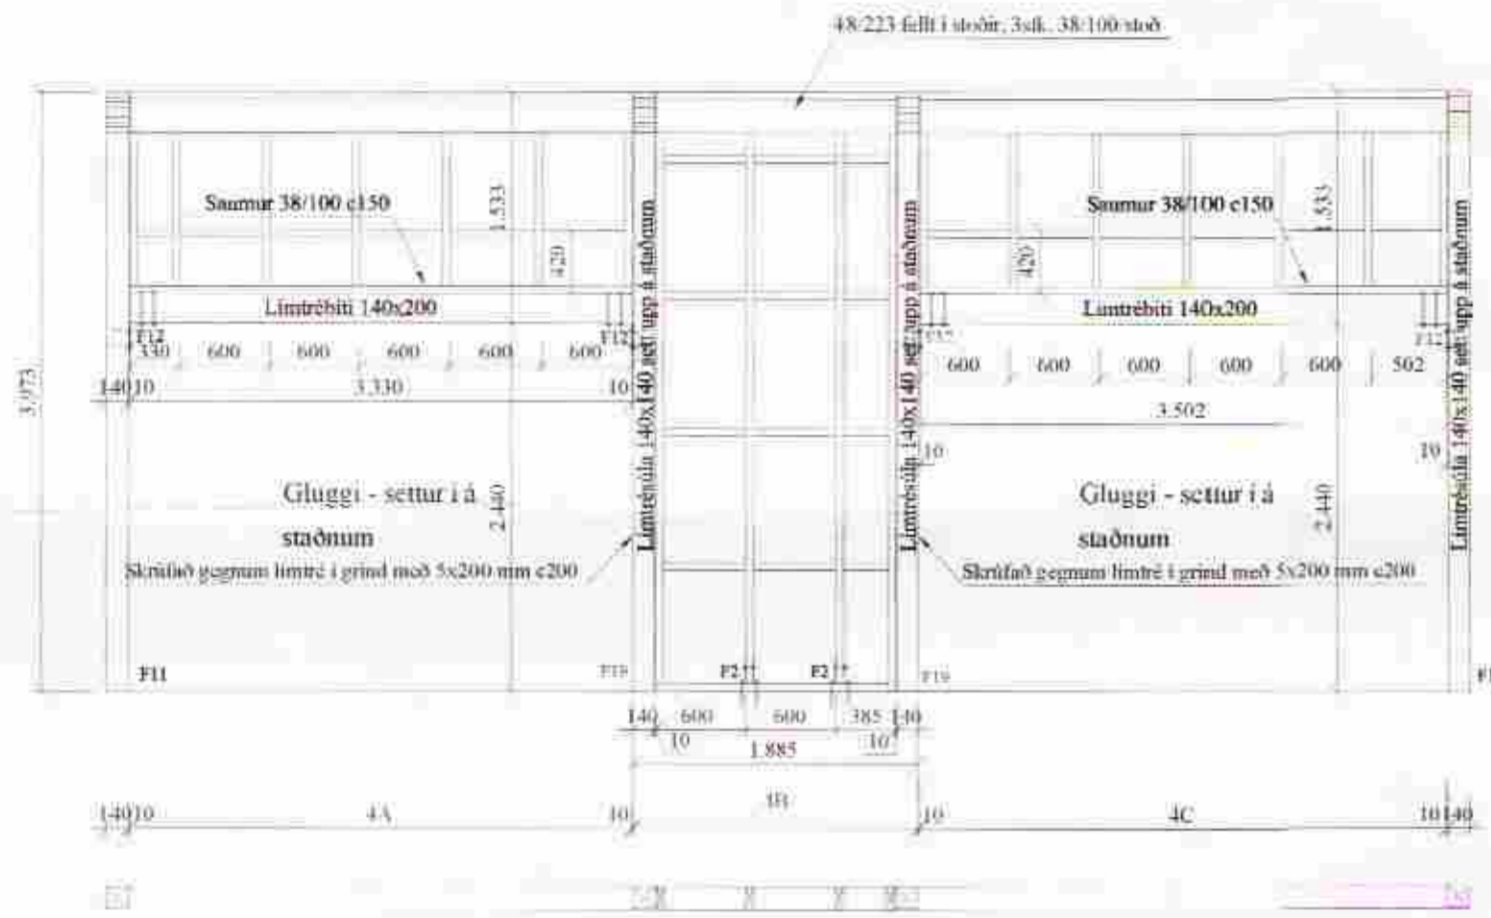 48/223 fellt í stoðir, 3stk. 38/100 stoð
Saumur 38/100 c150
1.533
420
Límtrébiti 140x200
F12
330
600
600
600
600
600
140
10
3.330
10
3.973
Gluggi - settur í á
staðnum
2.440
Skrúfað gegnum límtré í grind með 5x200 mm c200
F11
Límtrésúla 140x140 sett upp á staðnum
F2
F2
140
600
600
385
140
10
10
1.885
Límtrésúla 140x140 sett upp á staðnum
Saumur 38/100 c150
1.533
420
Límtrébiti 140x200
600
600
600
600
600
502
3.502
10
10
Gluggi - settur í á
staðnum
2.440
Skrúfað gegnum límtré í grind með 5x200 mm c200
Límtrésúla 140x140 sett upp á staðnum
140
10
4A
10
10
4C
10
140